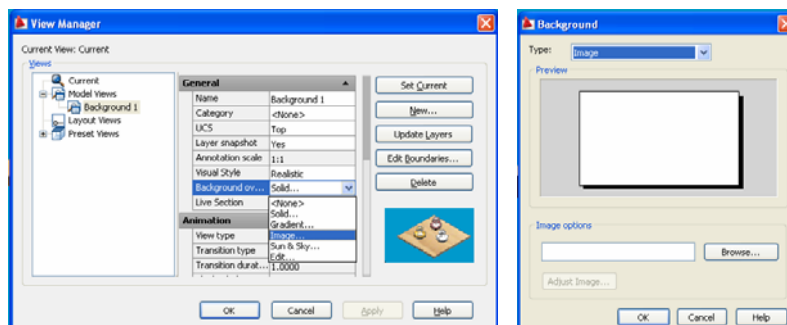 View Manager
Current View: Current
Views
Current
Model Views
Background 1
Layout Views
Preset Views
General
Name Background 1
Category <None>
UCS Top
Layer snapshot Yes
Annotation scale 1:1
Visual Style Realistic
Background ov... Solid...
Live Section <None>
Solid...
Gradient...
Image...
Sun & Sky...
Edit...
Animation
View type
Transition type
Transition durat... 1.0000
Set Current
New...
Update Layers
Edit Boundaries...
Delete
OK Cancel Apply Help
Background
Type: Image
Preview
Image options
Browse...
Adjust Image...
OK Cancel Help